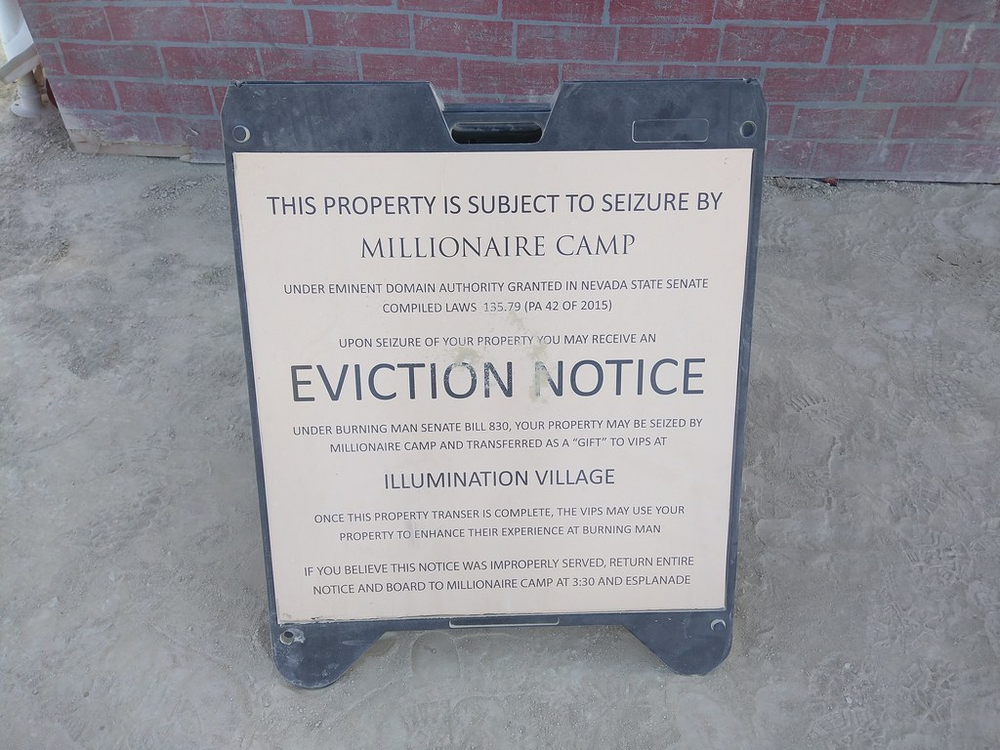 THIS PROPERTY IS SUBJECT TO SEIZURE BY
MILLIONAIRE CAMP
UNDER EMINENT DOMAIN AUTHORITY GRANTED IN NEVADA STATE SENATE
COMPILED LAWS 135.79 (PA 42 OF 2015)
UPON SEIZURE OF YOUR PROPERTY YOU MAY RECEIVE AN
EVICTION NOTICE
UNDER BURNING MAN SENATE BILL 830, YOUR PROPERTY MAY BE SEIZED BY
MILLIONAIRE CAMP AND TRANSFERRED AS A “GIFT” TO VIPS AT
ILLUMINATION VILLAGE
ONCE THIS PROPERTY TRANSER IS COMPLETE, THE VIPS MAY USE YOUR
PROPERTY TO ENHANCE THEIR EXPERIENCE AT BURNING MAN
IF YOU BELIEVE THIS NOTICE WAS IMPROPERLY SERVED, RETURN ENTIRE
NOTICE AND BOARD TO MILLIONAIRE CAMP AT 3:30 AND ESPLANADE